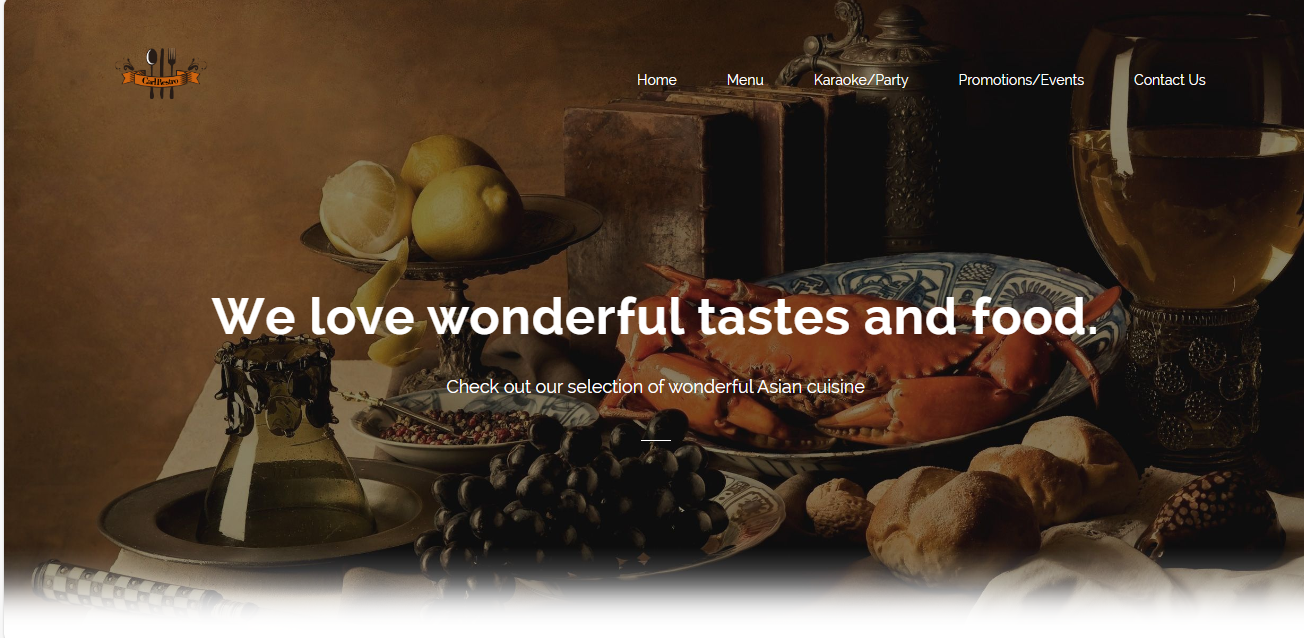 Home Menu Karaoke/Party Promotions/Events Contact Us
We love wonderful tastes and food.
Check out our selection of wonderful Asian cuisine